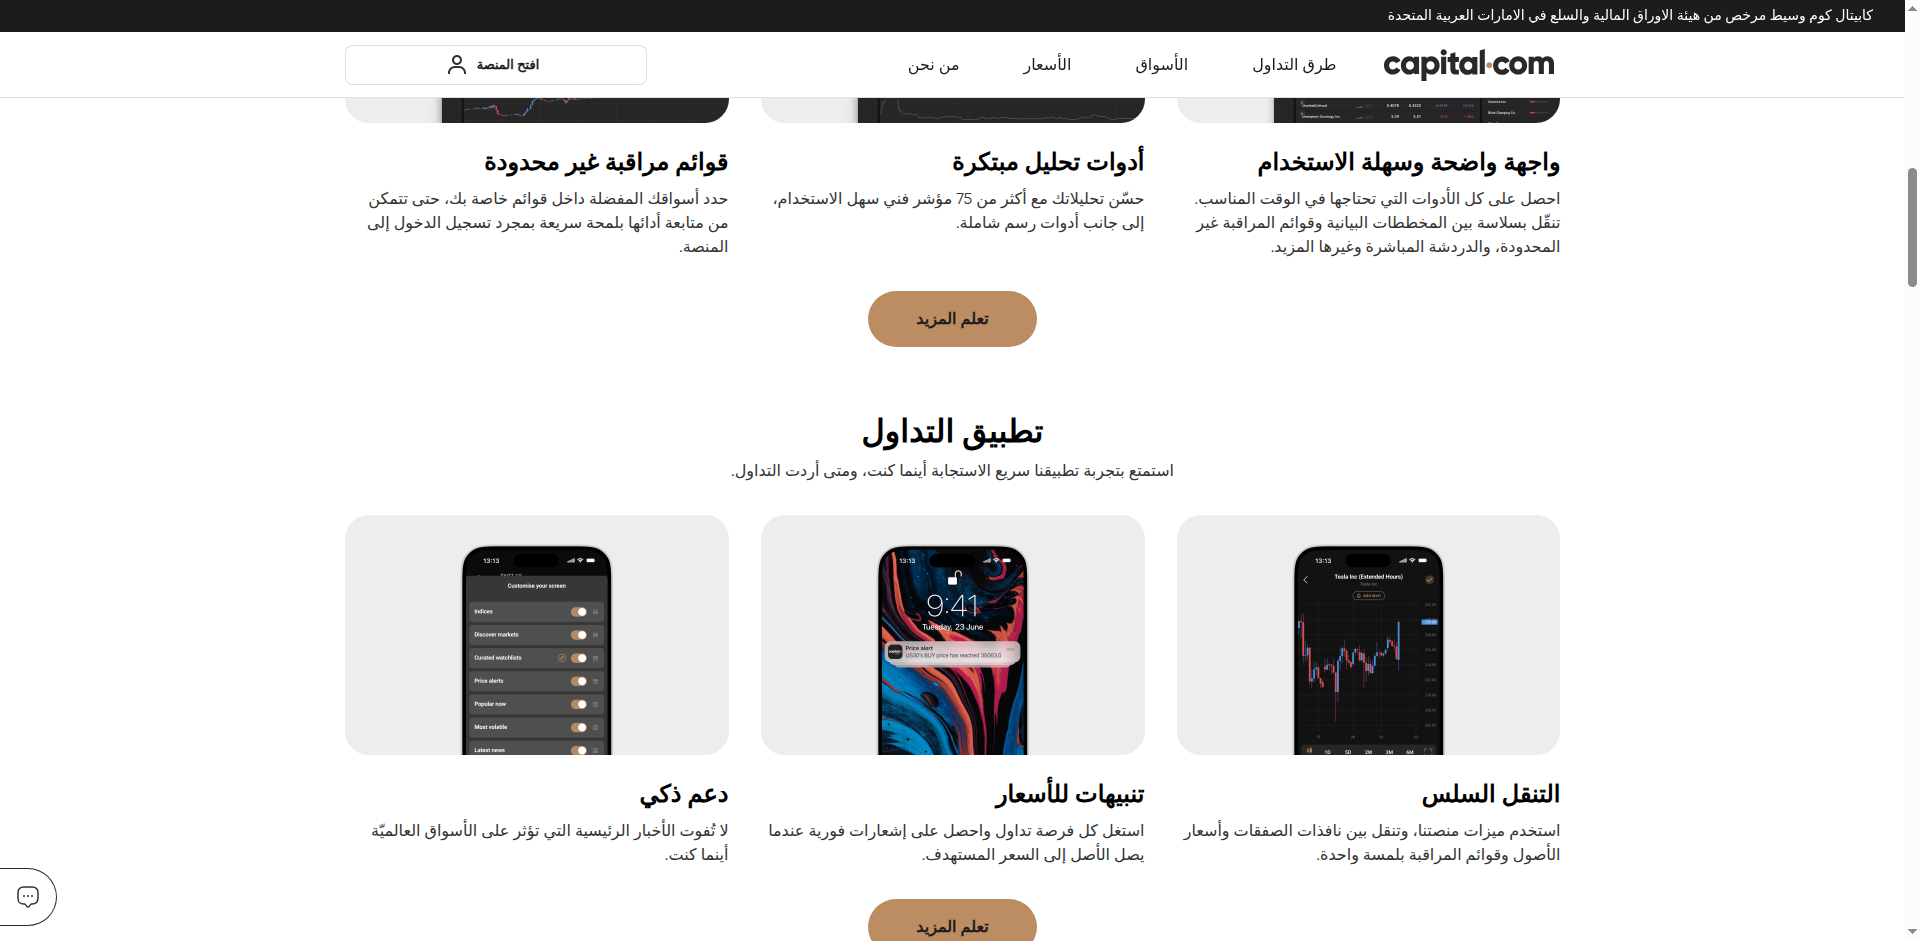 كابيتال كوم وسيط مرخص من هيئة الاوراق المالية والسلع في الامارات العربية المتحدة
capital.com
طرق التداول
الأسواق
الأسعار
من نحن
افتح المنصة
واجهة واضحة وسهلة الاستخدام
احصل على كل الأدوات التي تحتاجها في الوقت المناسب.
تنقّل بسلاسة بين المخططات البيانية وقوائم المراقبة غير
المحدودة، والدردشة المباشرة وغيرها المزيد.
أدوات تحليل مبتكرة
حسّن تحليلاتك مع أكثر من 75 مؤشر فني سهل الاستخدام،
إلى جانب أدوات رسم شاملة.
قوائم مراقبة غير محدودة
حدد أسواقك المفضلة داخل قوائم خاصة بك، حتى تتمكن
من متابعة أدائها بلمحة سريعة بمجرد تسجيل الدخول إلى
المنصة.
تعلم المزيد
تطبيق التداول
استمتع بتجربة تطبيقنا سريع الاستجابة أينما كنت، ومتى أردت التداول.
13:13
Tesla Inc (Extended Hours)
Tesla Inc
Add alert
1D 5D 2W 3M 6M
التنقل السلس
استخدم ميزات منصتنا، وتنقل بين نافذات الصفقات وأسعار
الأصول وقوائم المراقبة بلمسة واحدة.
13:13
9:41
Tuesday, 23 June
Price alert
US30's BUY price has reached 35063.0
تنبيهات للأسعار
استغل كل فرصة تداول واحصل على إشعارات فورية عندما
يصل الأصل إلى السعر المستهدف.
13:13
Customise your screen
Indices
Discover markets
Curated watchlists
Price alerts
Popular now
Most volatile
Latest news
دعم ذكي
لا تُفوت الأخبار الرئيسية التي تؤثر على الأسواق العالميّة
أينما كنت.
تعلم المزيد